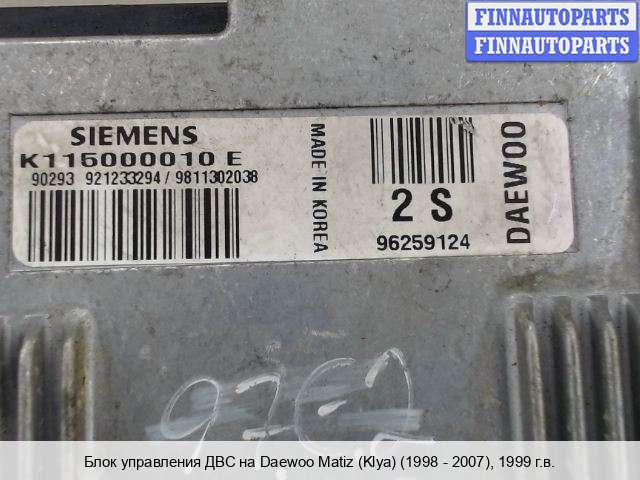 FINNAUTOPARTS
FINNAUTOPARTS
SIEMENS
K115000010 E
90293 921233294 / 9811302038
MADE IN KOREA
2 S
96259124
DAEWOO
Блок управления ДВС на Daewoo Matiz (Klya) (1998 - 2007), 1999 г.в.